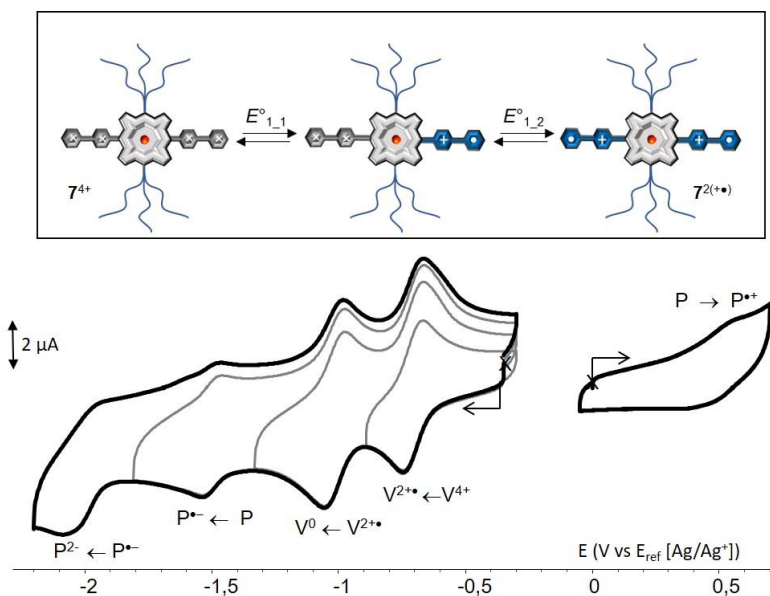 E°1_1
E°1_2
7⁴⁺
7²⁽⁺•⁾
2 µA
P → P•⁺
X
X
V²⁺• ← V⁴⁺
P•⁻ ← P
V⁰ ← V²⁺•
P²⁻ ← P•⁻
E (V vs Eref [Ag/Ag⁺])
-2 -1,5 -1 -0,5 0 0,5